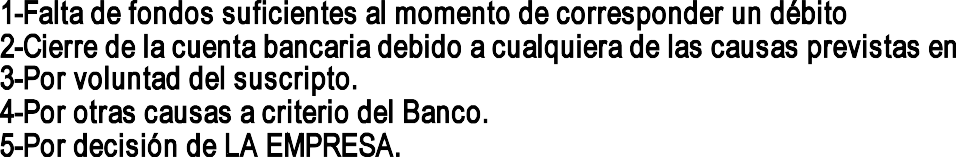 1-Falta de fondos suficientes al momento de corresponder un débito
2-Cierre de la cuenta bancaria debido a cualquiera de las causas previstas en
3-Por voluntad del suscripto.
4-Por otras causas a criterio del Banco.
5-Por decisión de LA EMPRESA.